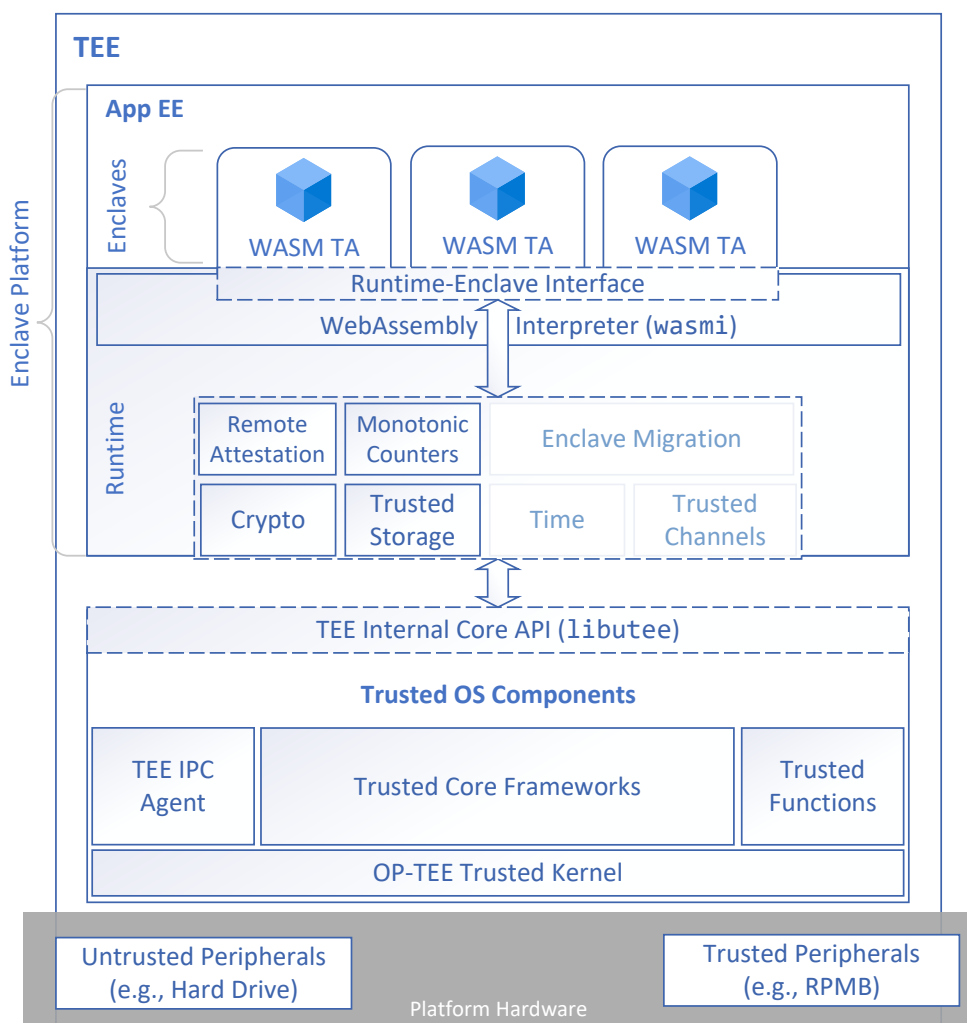 TEE
App EE
Enclave Platform
Enclaves
WASM TA
WASM TA
WASM TA
Runtime-Enclave Interface
WebAssembly Interpreter (wasmi)
Runtime
Remote
Attestation
Monotonic
Counters
Enclave Migration
Crypto
Trusted
Storage
Time
Trusted
Channels
TEE Internal Core API (libutee)
Trusted OS Components
TEE IPC
Agent
Trusted Core Frameworks
Trusted
Functions
OP-TEE Trusted Kernel
Untrusted Peripherals
(e.g., Hard Drive)
Trusted Peripherals
(e.g., RPMB)
Platform Hardware